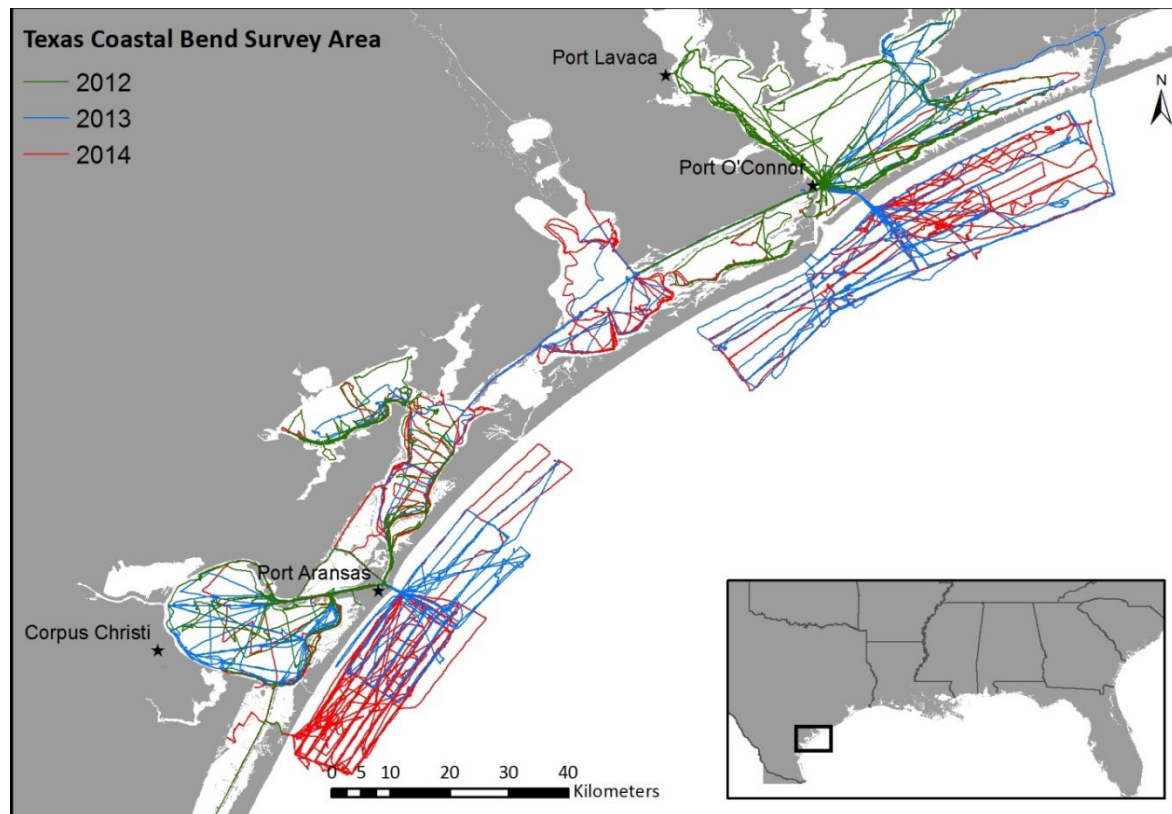 Texas Coastal Bend Survey Area
2012
2013
2014
Port Lavaca
N
Port O'Connor
Port Aransas
Corpus Christi
0 5 10 20 30 40
Kilometers